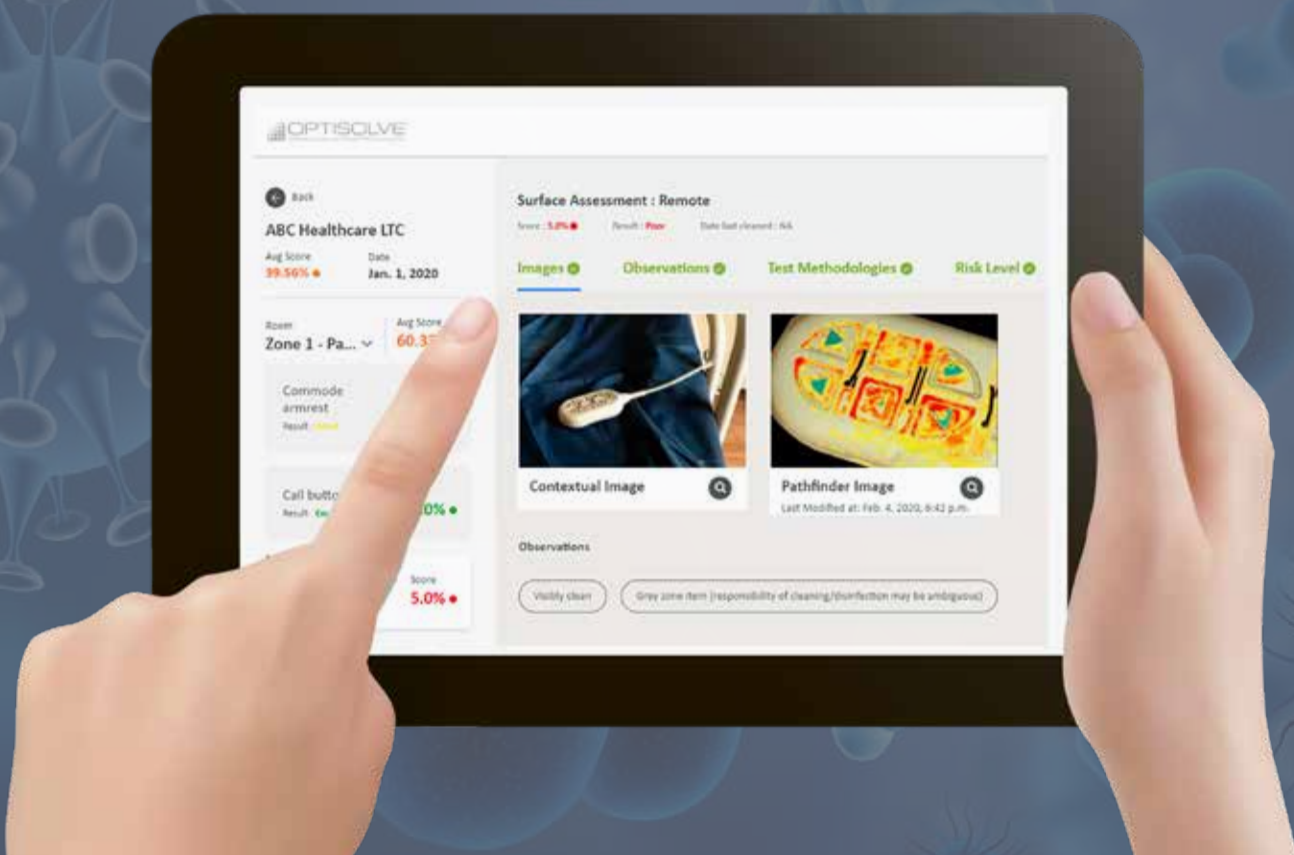 OPTISOLVE
Back
ABC Healthcare LTC
Avg Score
Date
39.56%
Jan. 1, 2020
Room
Avg Score
Zone 1 - Pa...
60.3
Commode
armrest
Result :
Call butto
Result :
0%
Score
5.0%
Surface Assessment : Remote
Score : 5.0% Result : Poor Date last cleaned : NA
Images Observations Test Methodologies Risk Level
Contextual Image
Pathfinder Image
Last Modified at: Feb. 4, 2020, 6:42 p.m.
Observations
Visibly clean
Grey zone item (responsibility of cleaning/disinfection may be ambiguous)